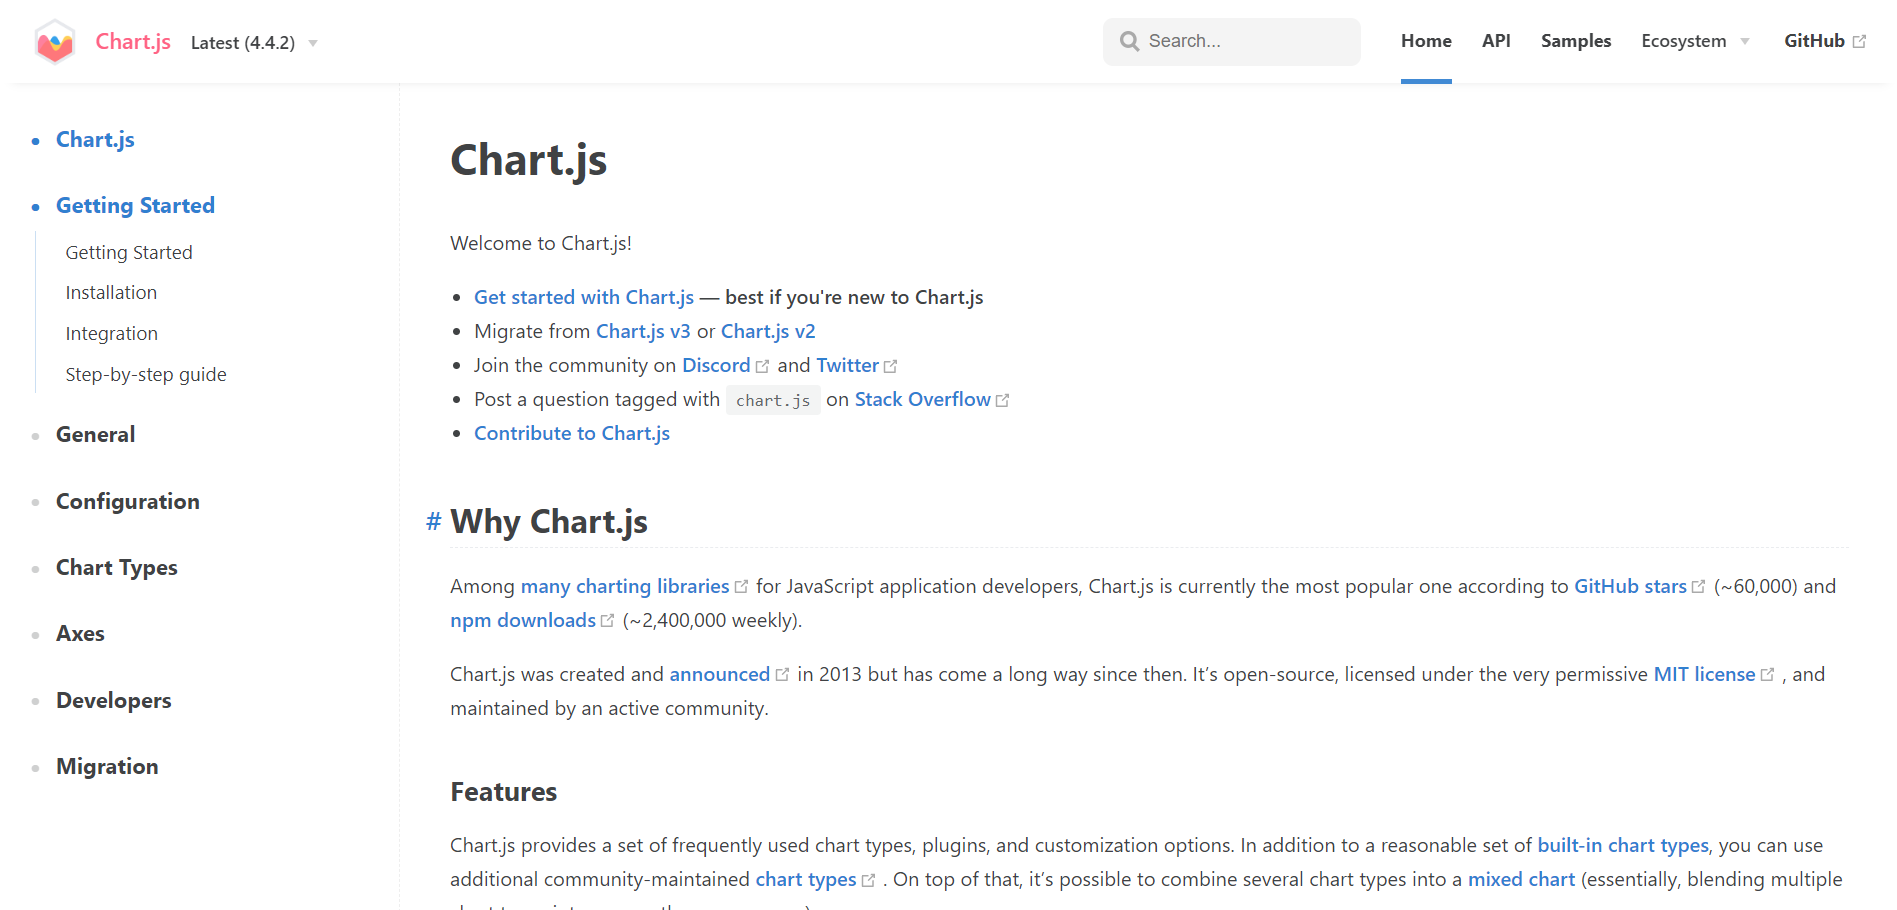 Chart.js Latest (4.4.2)
Search...
Home API Samples Ecosystem GitHub
Chart.js
Getting Started
Getting Started
Installation
Integration
Step-by-step guide
General
Configuration
Chart Types
Axes
Developers
Migration
Chart.js
Welcome to Chart.js!
• Get started with Chart.js — best if you're new to Chart.js
• Migrate from Chart.js v3 or Chart.js v2
• Join the community on Discord and Twitter
• Post a question tagged with chart.js on Stack Overflow
• Contribute to Chart.js
# Why Chart.js
Among many charting libraries for JavaScript application developers, Chart.js is currently the most popular one according to GitHub stars (~60,000) and
npm downloads (~2,400,000 weekly).
Chart.js was created and announced in 2013 but has come a long way since then. It’s open-source, licensed under the very permissive MIT license , and
maintained by an active community.
Features
Chart.js provides a set of frequently used chart types, plugins, and customization options. In addition to a reasonable set of built-in chart types, you can use
additional community-maintained chart types . On top of that, it’s possible to combine several chart types into a mixed chart (essentially, blending multiple